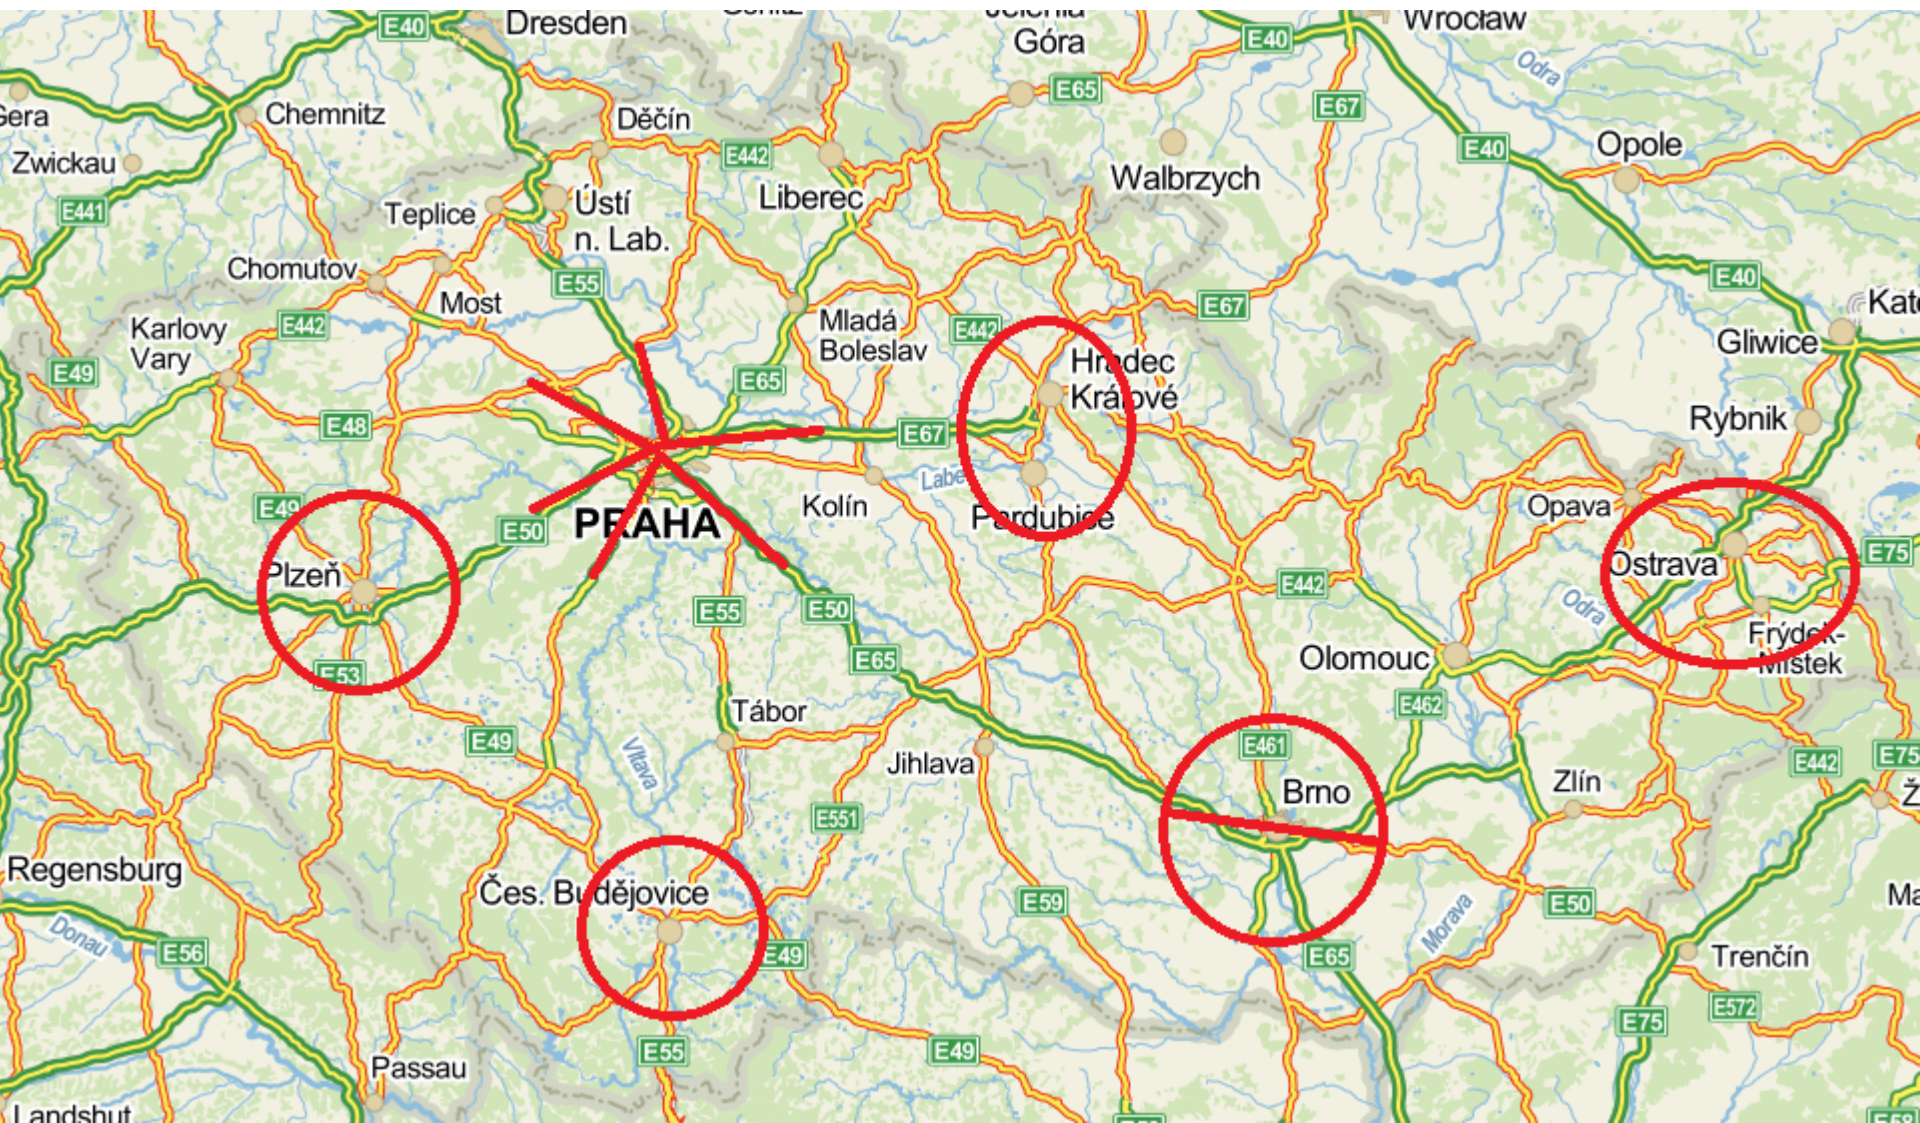 Dresden
Wrocław
E40
Góra
E40
Odra
E65
E67
Gera
Chemnitz
Děčín
E442
E40
Opole
Zwickau
Liberec
Walbrzych
E441
Teplice
Ústí
n. Lab.
Chomutov
E55
E40
Most
Mladá
Boleslav
E67
Karlovy
Vary
E442
E442
Gliwice
E49
E65
Hradec
Králové
E48
E67
Rybnik
Labe
Kolín
Opava
E49
PRAHA
Pardubice
E50
E75
Plzeň
Ostrava
E442
Odra
E55
E50
Frýdek-
Místek
E65
Olomouc
E53
E462
Tábor
E49
E461
Vltava
Jihlava
E442
E75
Zlín
Brno
E551
Regensburg
Čes. Budějovice
E59
E50
Morava
Donau
E56
E49
E65
Trenčín
E572
E75
E55
E49
Passau
Landshut